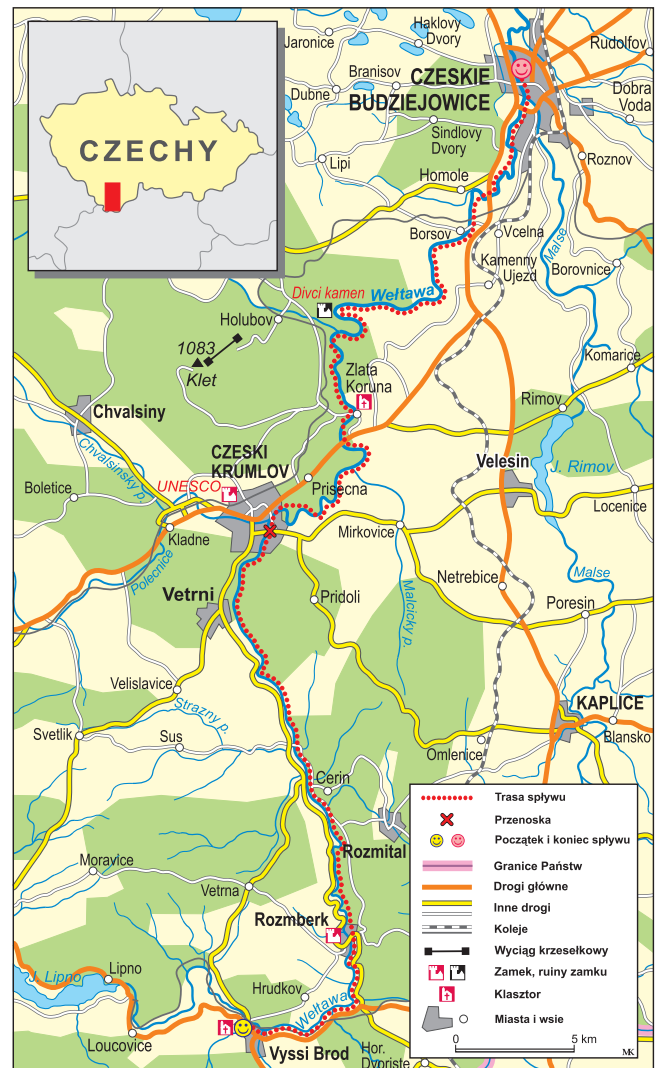 Haklovy
Dvory
Jaronice
Rudolfov
CZESKIE
BUDZIEJOWICE
Branisov
Dubne
Dobra
Voda
Sindlovy
Dvory
Lipi
Roznov
Homole
CZECHY
Borsov
Vcelna
Malse
Kamenny
Ujezd
Borovnice
Divci kamen
Wełtawa
Holubov
1083
Klet
Zlata
Koruna
Komarice
Rimov
Chvalsiny
Chvalsinsky p.
CZESKI
KRUMLOV
UNESCO
Velesin
J. Rimov
Boletice
Prisecna
Locenice
Mirkovice
Kladne
Polecnice
Malse
Netrebice
Vetrni
Pridoli
Malcicky p.
Poresin
Velislavice
Strazny p.
KAPLICE
Svetlik
Sus
Blansko
Omlenice
Cerin
Rozmital
Moravice
Vetrna
Rozmberk
J. Lipno
Lipno
Hrudkov
Wełtawa
Loucovice
Vyssi Brod
Hor.
Dvoriste
Trasa spływu
Przenoska
Początek i koniec spływu
Granice Państw
Drogi główne
Inne drogi
Koleje
Wyciąg krzesełkowy
Zamek, ruiny zamku
Klasztor
Miasta i wsie
0 5 km
MK